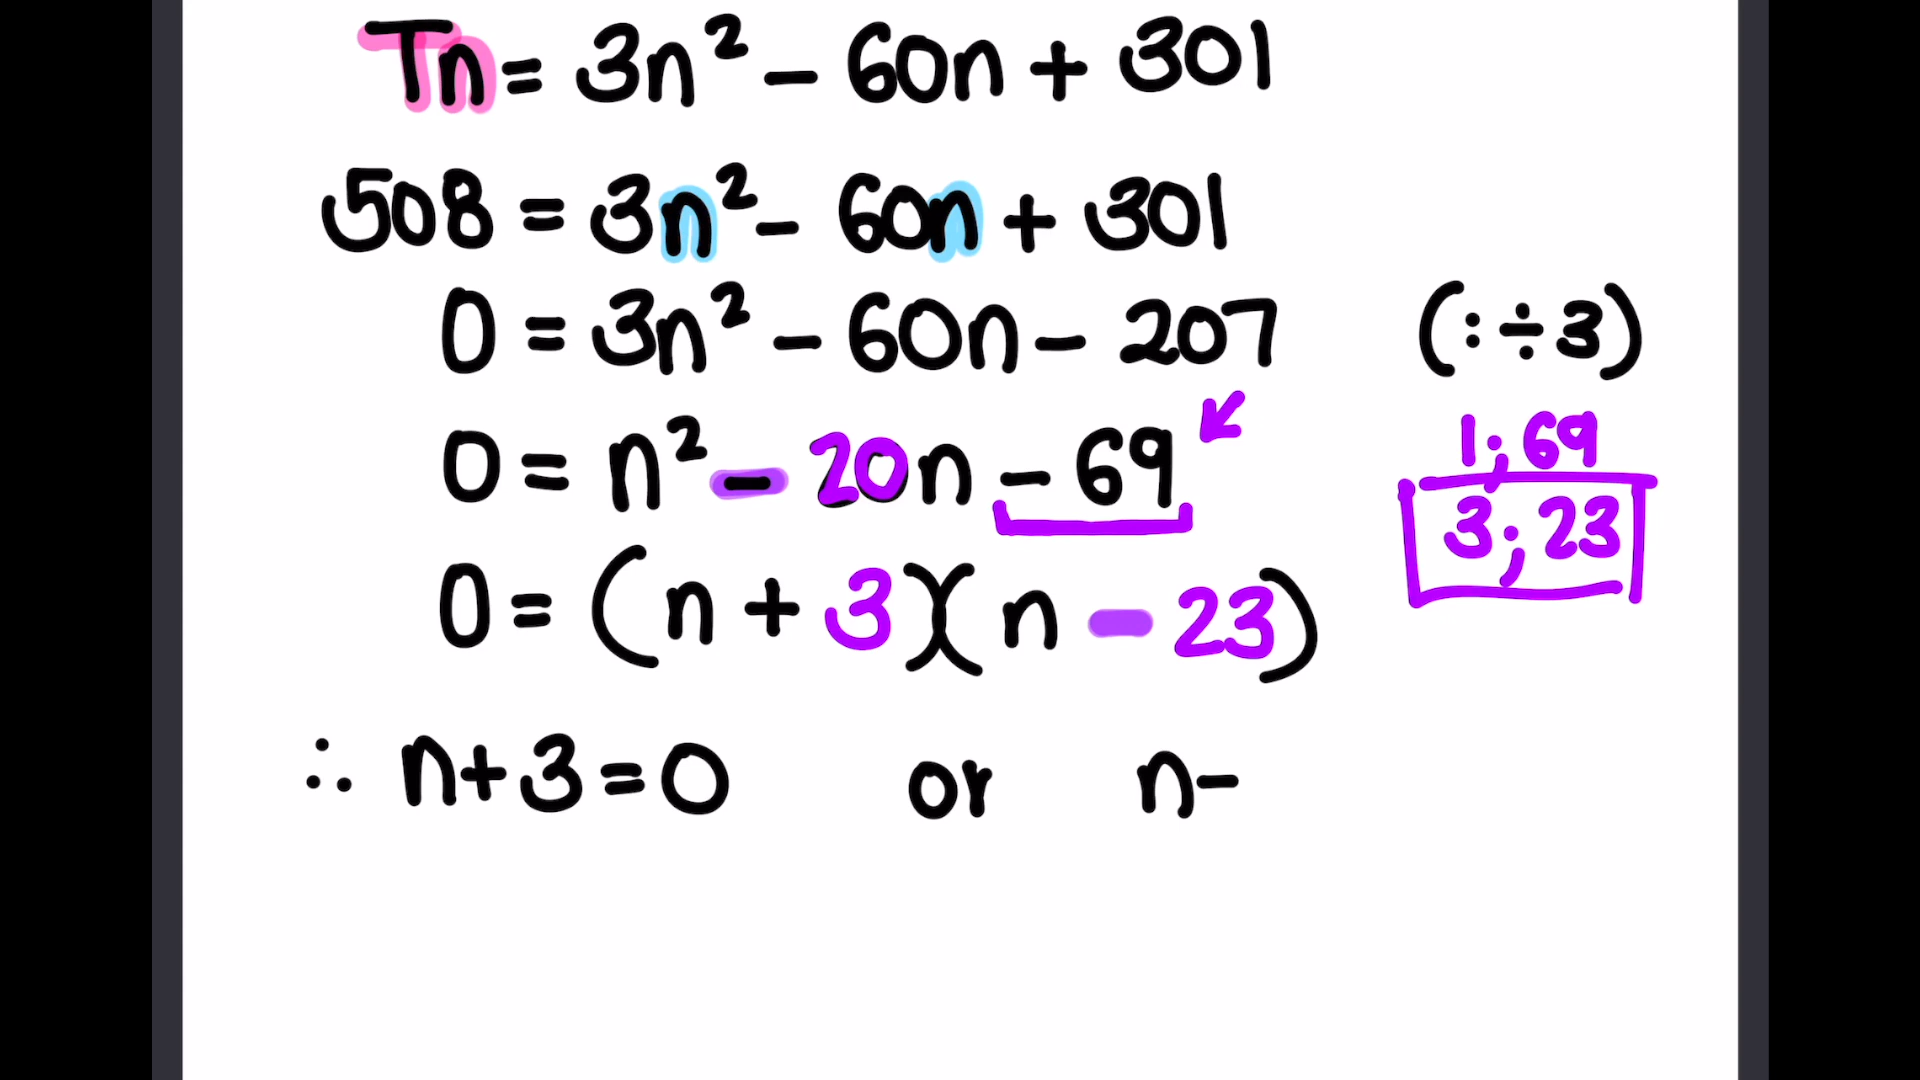 Tn = 3n² - 60n + 301
508 = 3n² - 60n + 301
0 = 3n² - 60n - 207 (:÷3)
0 = n² - 20n - 69
1;69
3;23
0 = (n + 3)(n - 23)
∴ n+3=0 or n-